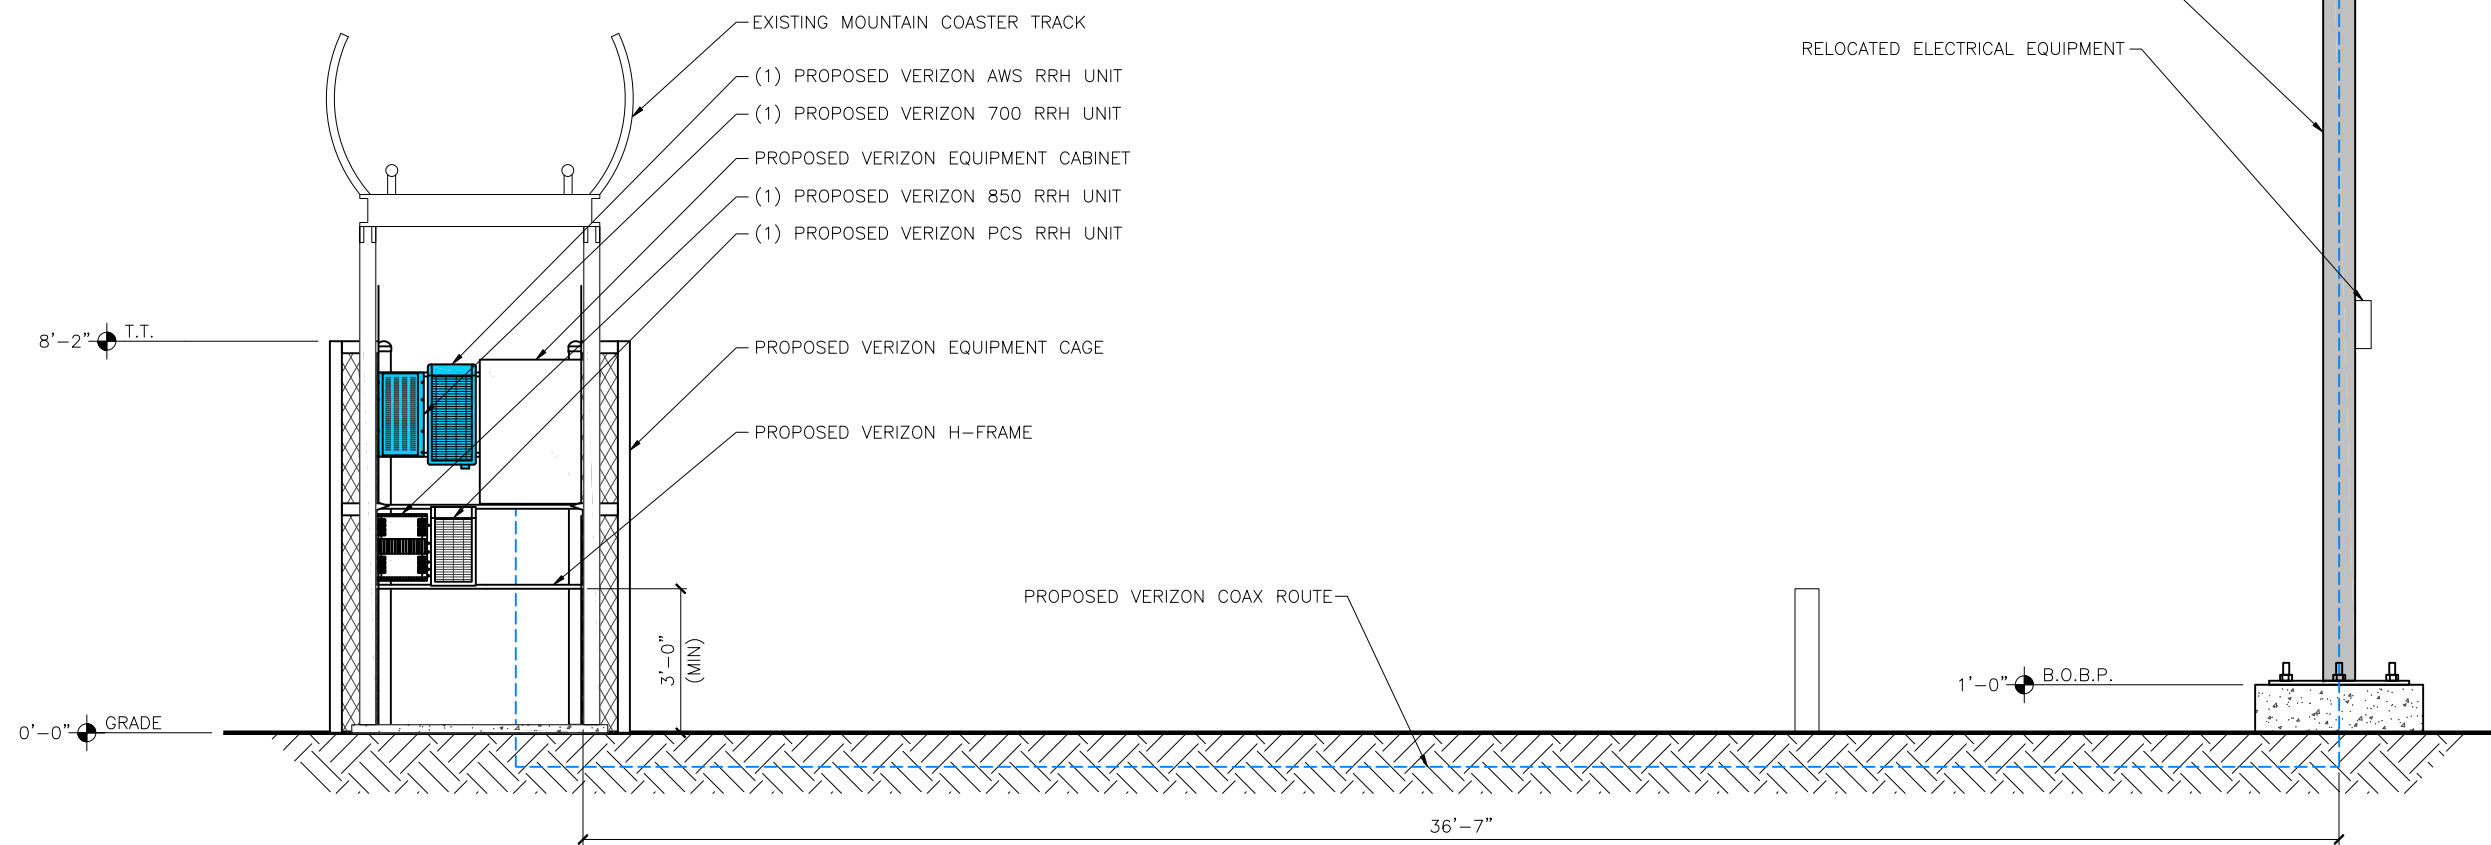 EXISTING MOUNTAIN COASTER TRACK
RELOCATED ELECTRICAL EQUIPMENT
(1) PROPOSED VERIZON AWS RRH UNIT
(1) PROPOSED VERIZON 700 RRH UNIT
PROPOSED VERIZON EQUIPMENT CABINET
(1) PROPOSED VERIZON 850 RRH UNIT
(1) PROPOSED VERIZON PCS RRH UNIT
8'-2" T.T.
PROPOSED VERIZON EQUIPMENT CAGE
PROPOSED VERIZON H-FRAME
PROPOSED VERIZON COAX ROUTE
3'-0"
(MIN)
1'-0" B.O.B.P.
0'-0" GRADE
36'-7"